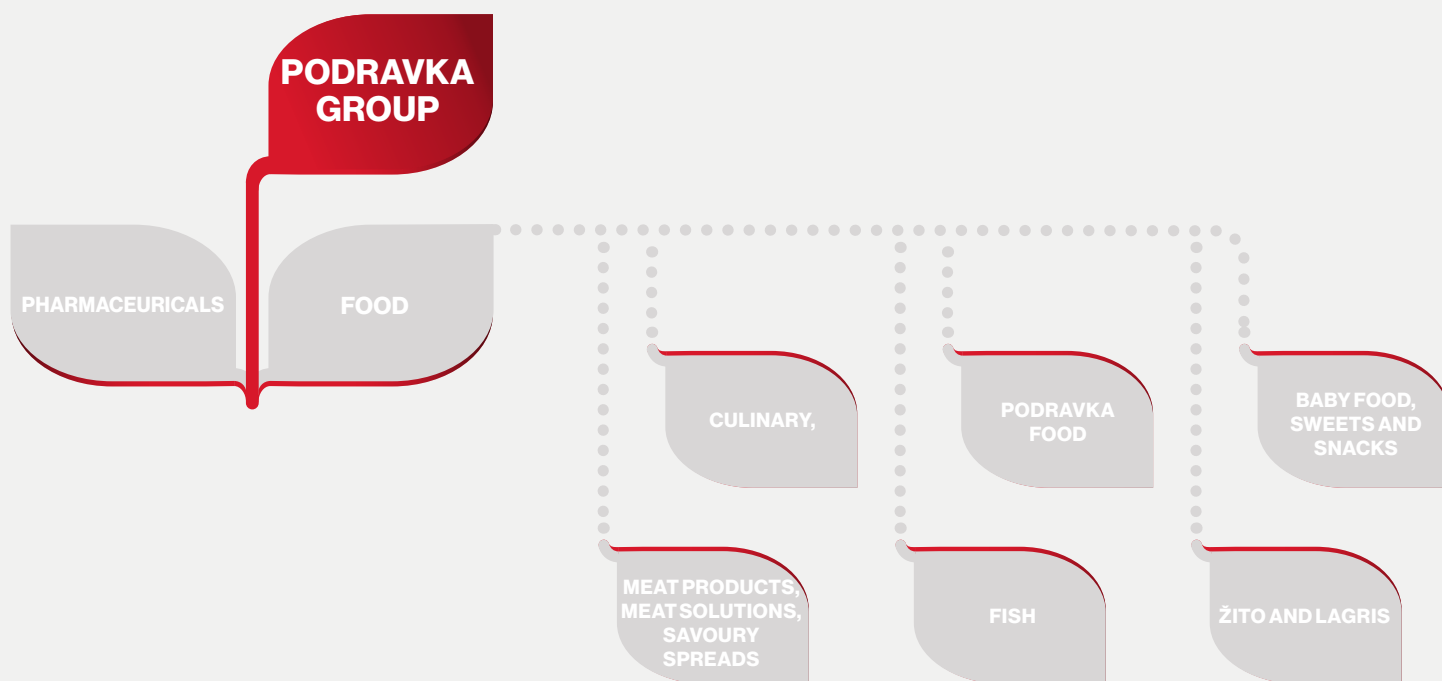 PODRAVKA
GROUP
PHARMACEURICALS
FOOD
CULINARY,
PODRAVKA
FOOD
BABY FOOD,
SWEETS AND
SNACKS
MEAT PRODUCTS,
MEAT SOLUTIONS,
SAVOURY
SPREADS
FISH
ŽITO AND LAGRIS